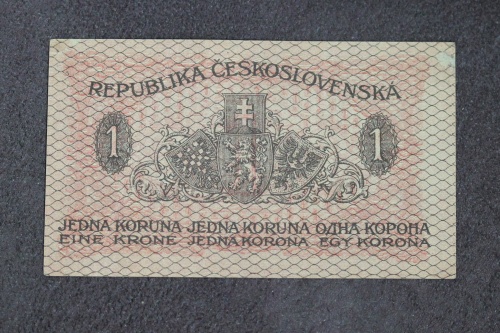 REPUBLIKA ČESKOSLOVENSKÁ
1 1
JEDNA KORUNA JEDNA KORUNA ОДНА КОРОНА
EINE KRONE JEDNA KORONA EGY KORONA